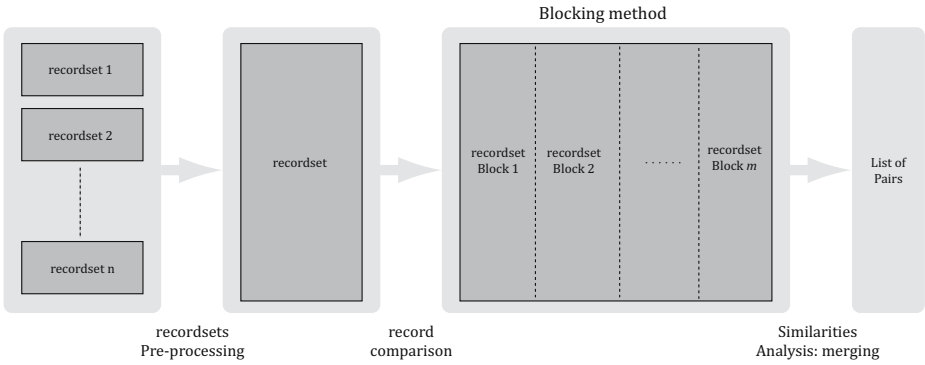 Blocking method
recordset 1
recordset 2
recordset n
recordset
recordset
Block 1
recordset
Block 2
. . . . . .
recordset
Block m
List of
Pairs
recordsets
Pre-processing
record
comparison
Similarities
Analysis: merging